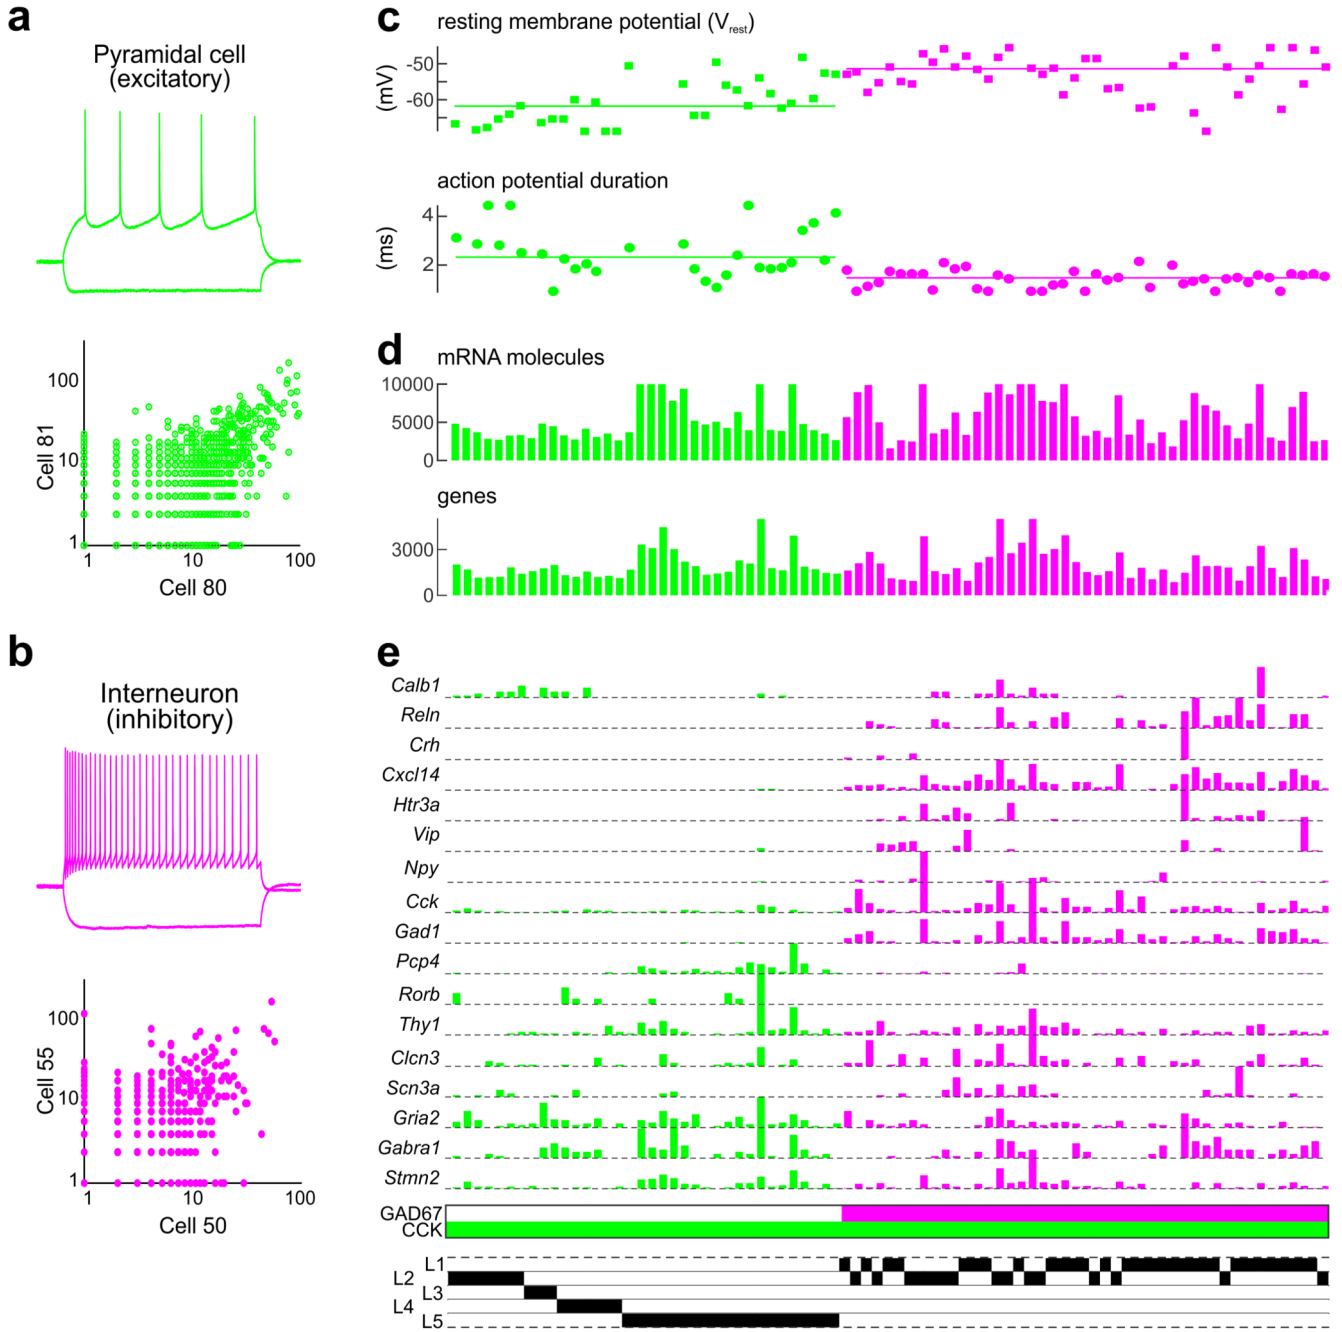 a
Pyramidal cell
(excitatory)
100
10
1
Cell 81
1 10 100
Cell 80
b
Interneuron
(inhibitory)
100
10
1
Cell 55
1 10 100
Cell 50
c
resting membrane potential (Vrest)
-50
-60
(mV)
action potential duration
4
2
(ms)
d
mRNA molecules
10000
5000
0
genes
3000
0
e
Calb1
Reln
Crh
Cxcl14
Htr3a
Vip
Npy
Cck
Gad1
Pcp4
Rorb
Thy1
Clcn3
Scn3a
Gria2
Gabra1
Stmn2
GAD67
CCK
L1
L2
L3
L4
L5